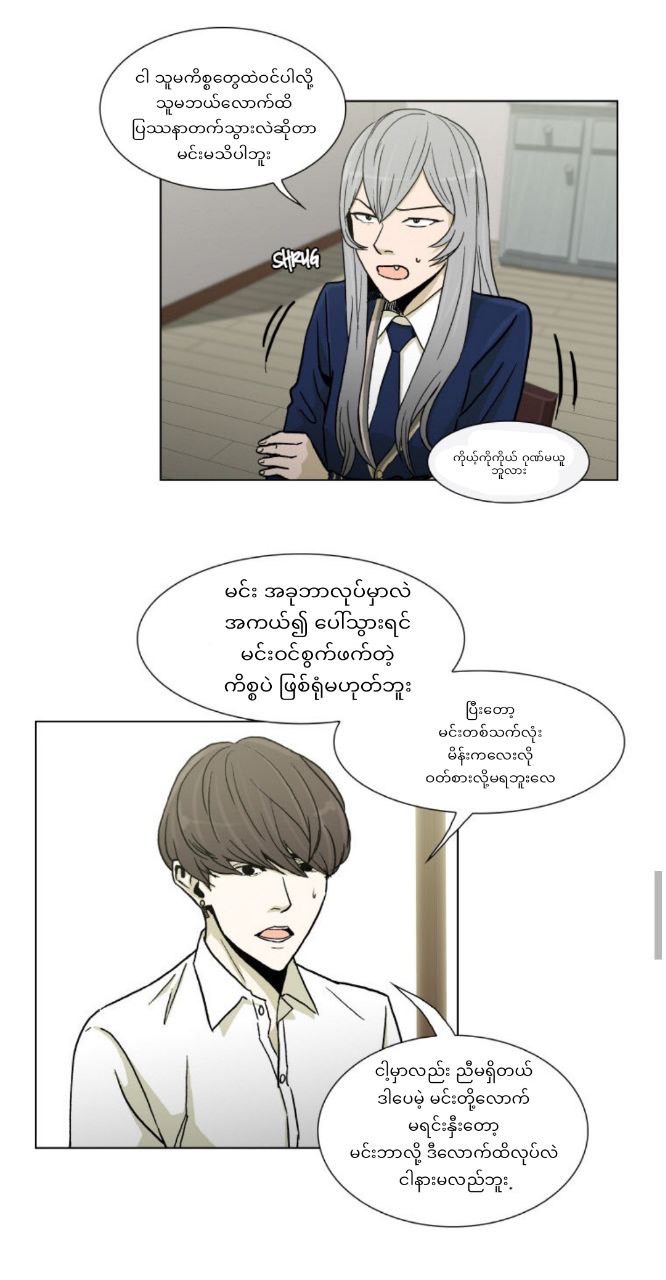 ငါ သူမကိစ္စတွေထဲဝင်ပါလို့
သူမဘယ်လောက်ထိ
ပြဿနာတက်သွားလဲဆိုတာ
မင်းမသိပါဘူး
SHRUG
ကိုယ့်ကိုကိုယ် ဂုဏ်မယူ
ဘူလား
မင်း အခုဘာလုပ်မှာလဲ
အကယ်၍ ပေါ်သွားရင်
မင်းဝင်စွက်ဖက်တဲ့
ကိစ္စပဲ ဖြစ်ရုံမဟုတ်ဘူး
ပြီးတော့
မင်းတစ်သက်လုံး
မိန်းကလေးလို
ဝတ်စားလို့မရဘူးလေ
ငါ့မှာလည်း ညီမရှိတယ်
ဒါပေမဲ့ မင်းတို့လောက်
မရင်းနှီးတော့
မင်းဘာလို့ ဒီလောက်ထိလုပ်လဲ
ငါနားမလည်ဘူး.